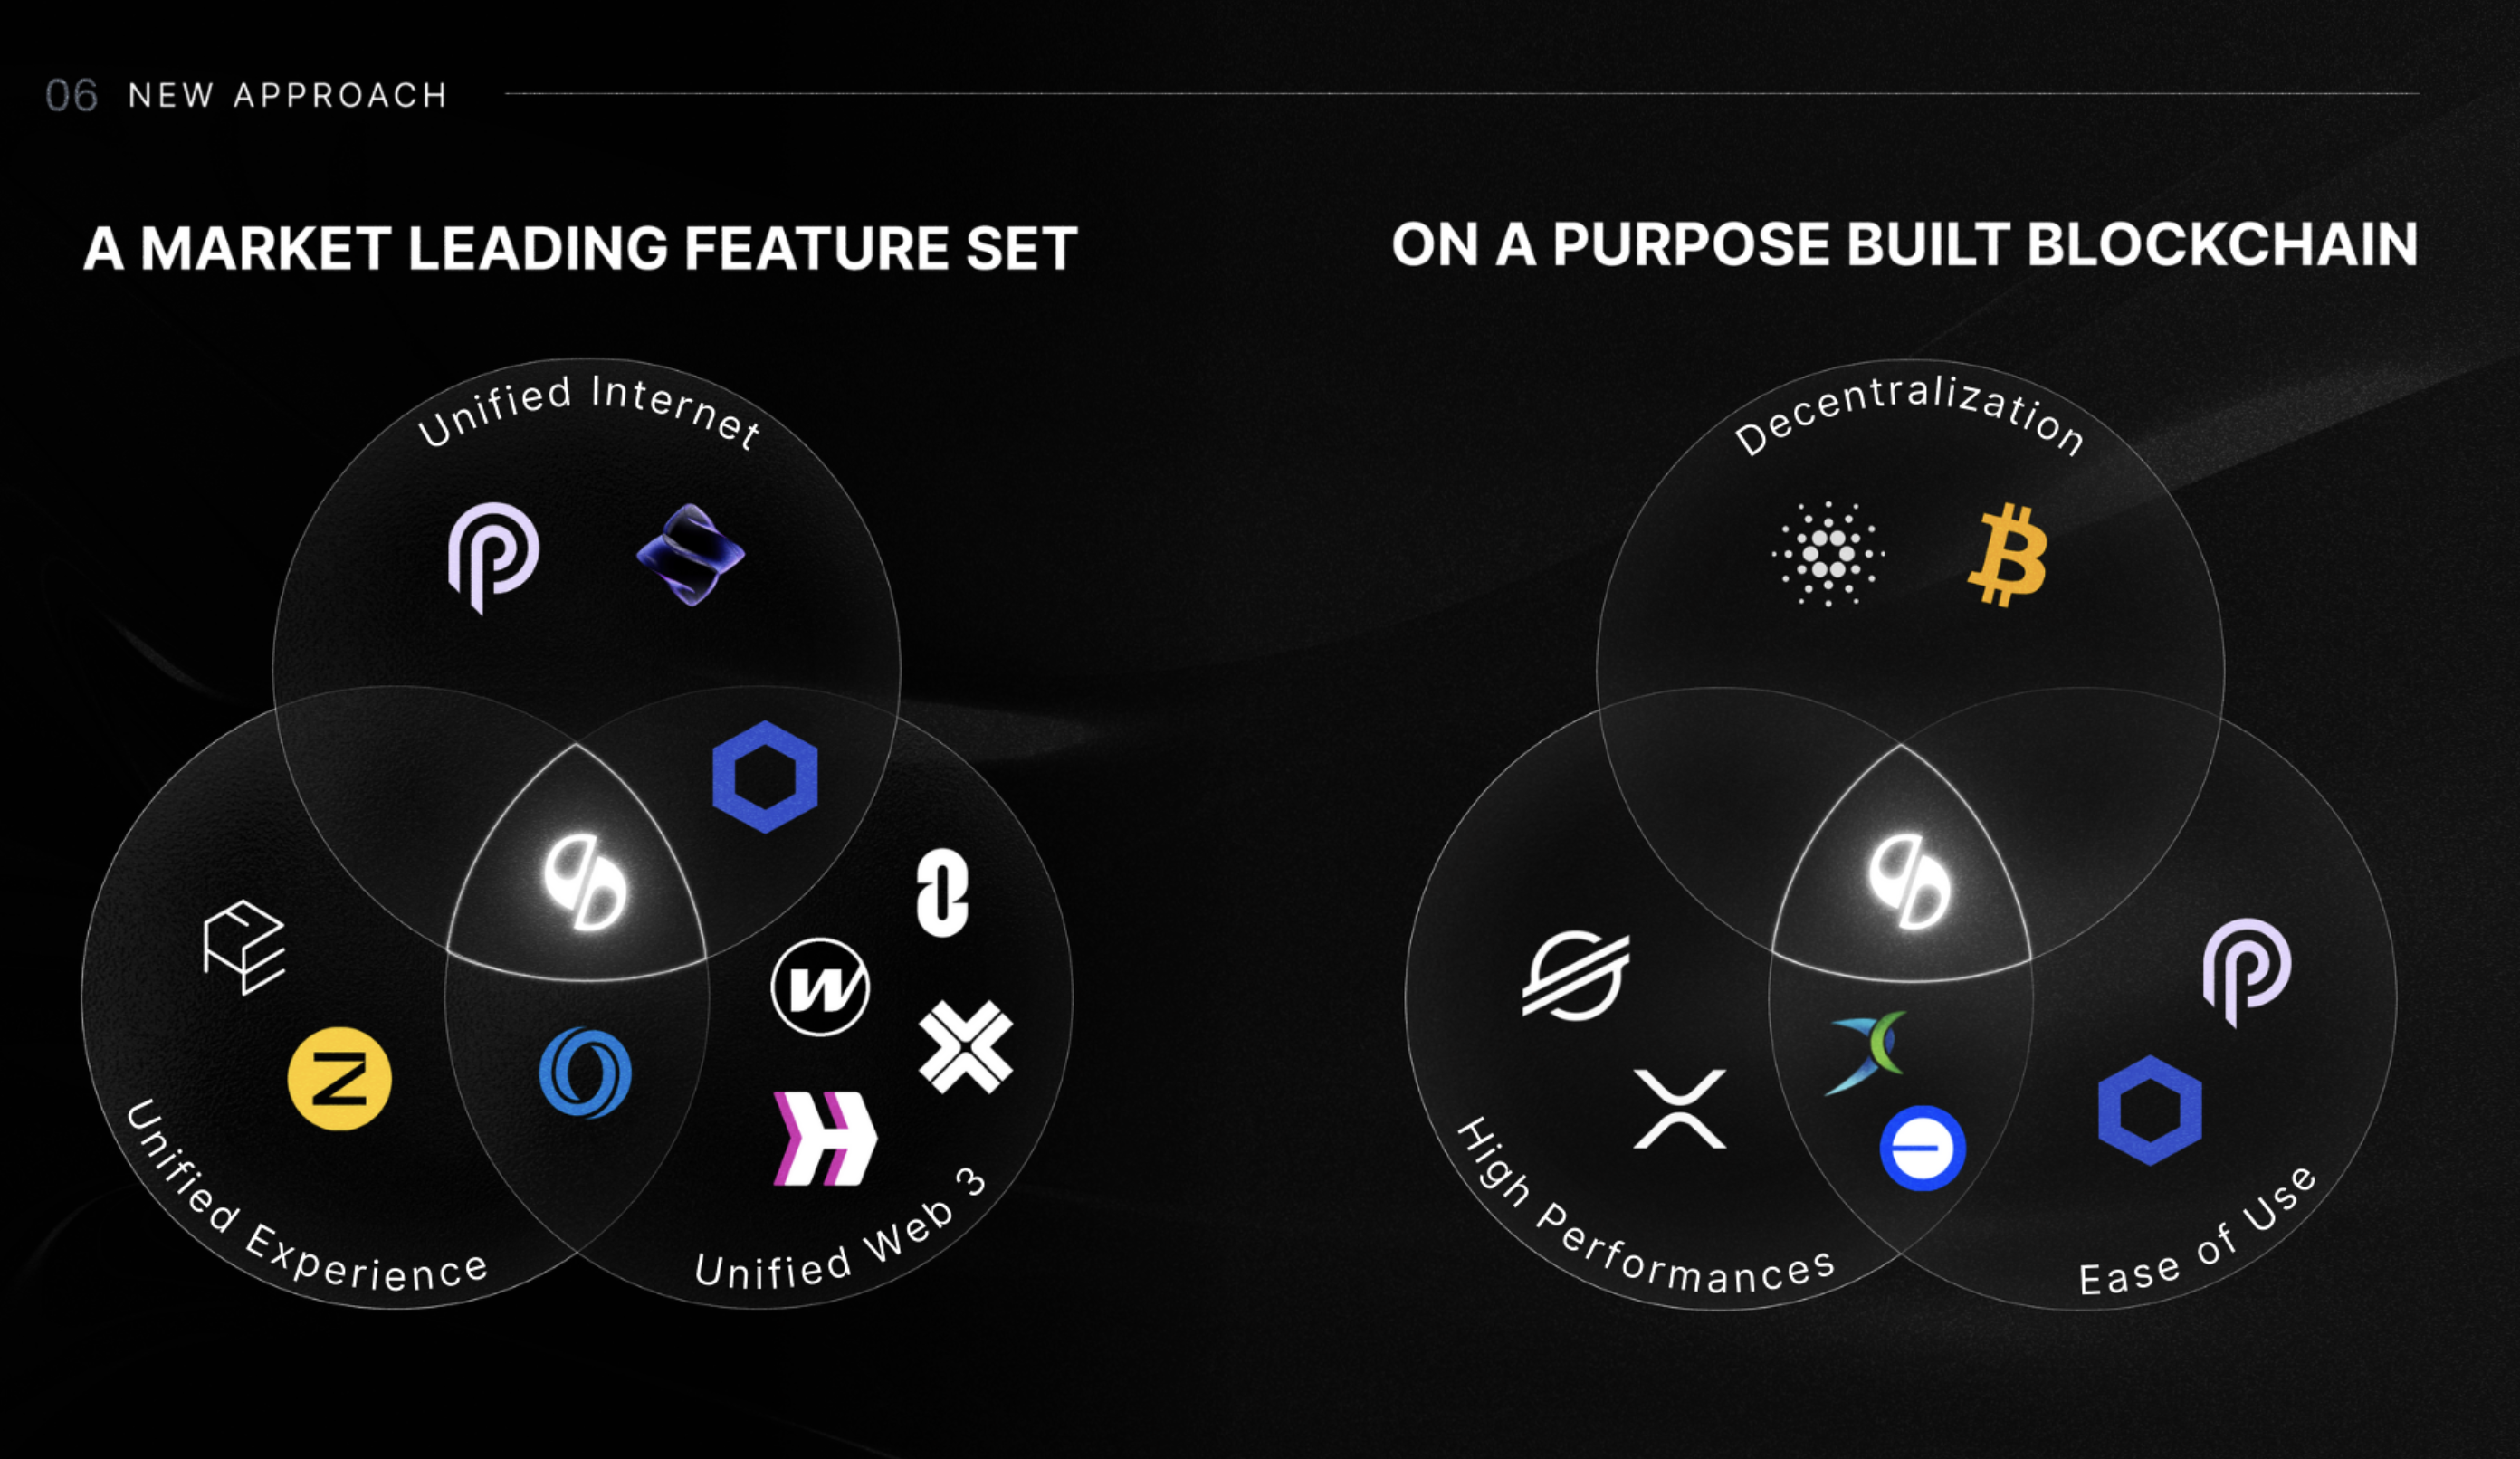 06 NEW APPROACH
A MARKET LEADING FEATURE SET
ON A PURPOSE BUILT BLOCKCHAIN
Unified Internet
Unified Experience
Unified Web 3
Decentralization
High Performances
Ease of Use